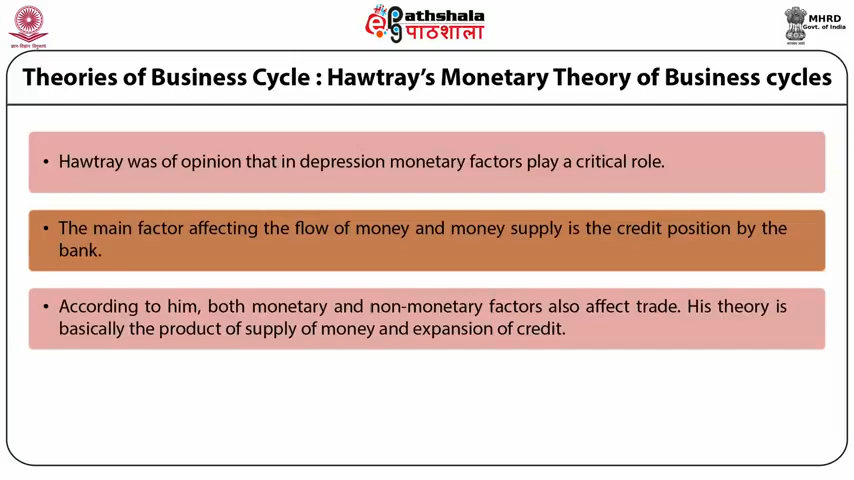 ePathshala
पाठशाला
MHRD
Govt. of India
Theories of Business Cycle : Hawtray's Monetary Theory of Business cycles
• Hawtray was of opinion that in depression monetary factors play a critical role.
• The main factor affecting the flow of money and money supply is the credit position by the
bank.
• According to him, both monetary and non-monetary factors also affect trade. His theory is
basically the product of supply of money and expansion of credit.